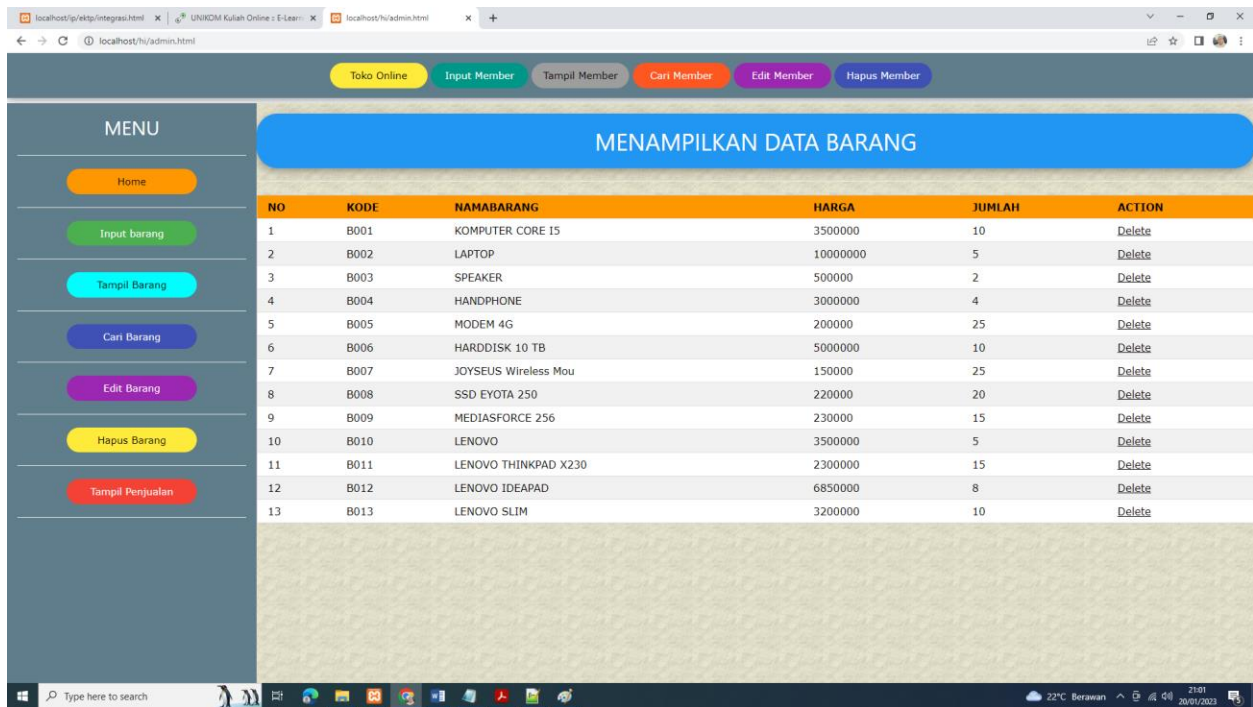 localhost/ip/ektp/integrasi.html UNIKOM Kuliah Online : E-Learn localhost/hi/admin.html
localhost/hi/admin.html
Toko Online Input Member Tampil Member Cari Member Edit Member Hapus Member
MENU
Home
Input barang
Tampil Barang
Cari Barang
Edit Barang
Hapus Barang
Tampil Penjualan
MENAMPILKAN DATA BARANG
NO KODE NAMABARANG HARGA JUMLAH ACTION
1 B001 KOMPUTER CORE I5 3500000 10 Delete
2 B002 LAPTOP 10000000 5 Delete
3 B003 SPEAKER 500000 2 Delete
4 B004 HANDPHONE 3000000 4 Delete
5 B005 MODEM 4G 200000 25 Delete
6 B006 HARDDISK 10 TB 5000000 10 Delete
7 B007 JOYSEUS Wireless Mou 150000 25 Delete
8 B008 SSD EYOTA 250 220000 20 Delete
9 B009 MEDIASFORCE 256 230000 15 Delete
10 B010 LENOVO 3500000 5 Delete
11 B011 LENOVO THINKPAD X230 2300000 15 Delete
12 B012 LENOVO IDEAPAD 6850000 8 Delete
13 B013 LENOVO SLIM 3200000 10 Delete
Type here to search
22°C Berawan
21:01
20/01/2023